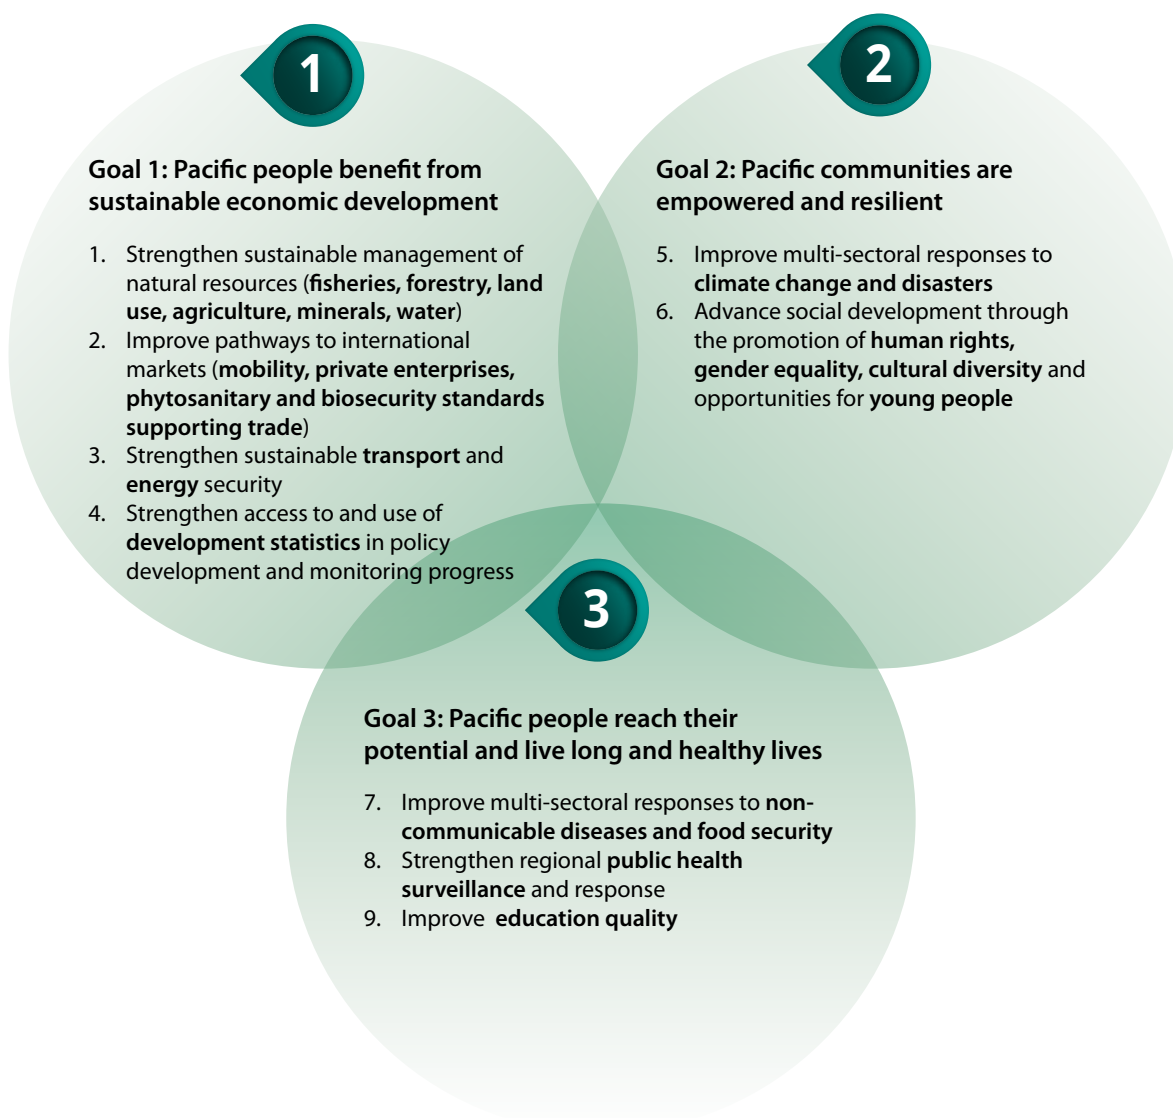 1
Goal 1: Pacific people benefit from
sustainable economic development
1. Strengthen sustainable management of
natural resources (fisheries, forestry, land
use, agriculture, minerals, water)
2. Improve pathways to international
markets (mobility, private enterprises,
phytosanitary and biosecurity standards
supporting trade)
3. Strengthen sustainable transport and
energy security
4. Strengthen access to and use of
development statistics in policy
development and monitoring progress
2
Goal 2: Pacific communities are
empowered and resilient
5. Improve multi-sectoral responses to
climate change and disasters
6. Advance social development through
the promotion of human rights,
gender equality, cultural diversity and
opportunities for young people
3
Goal 3: Pacific people reach their
potential and live long and healthy lives
7. Improve multi-sectoral responses to non-
communicable diseases and food security
8. Strengthen regional public health
surveillance and response
9. Improve education quality